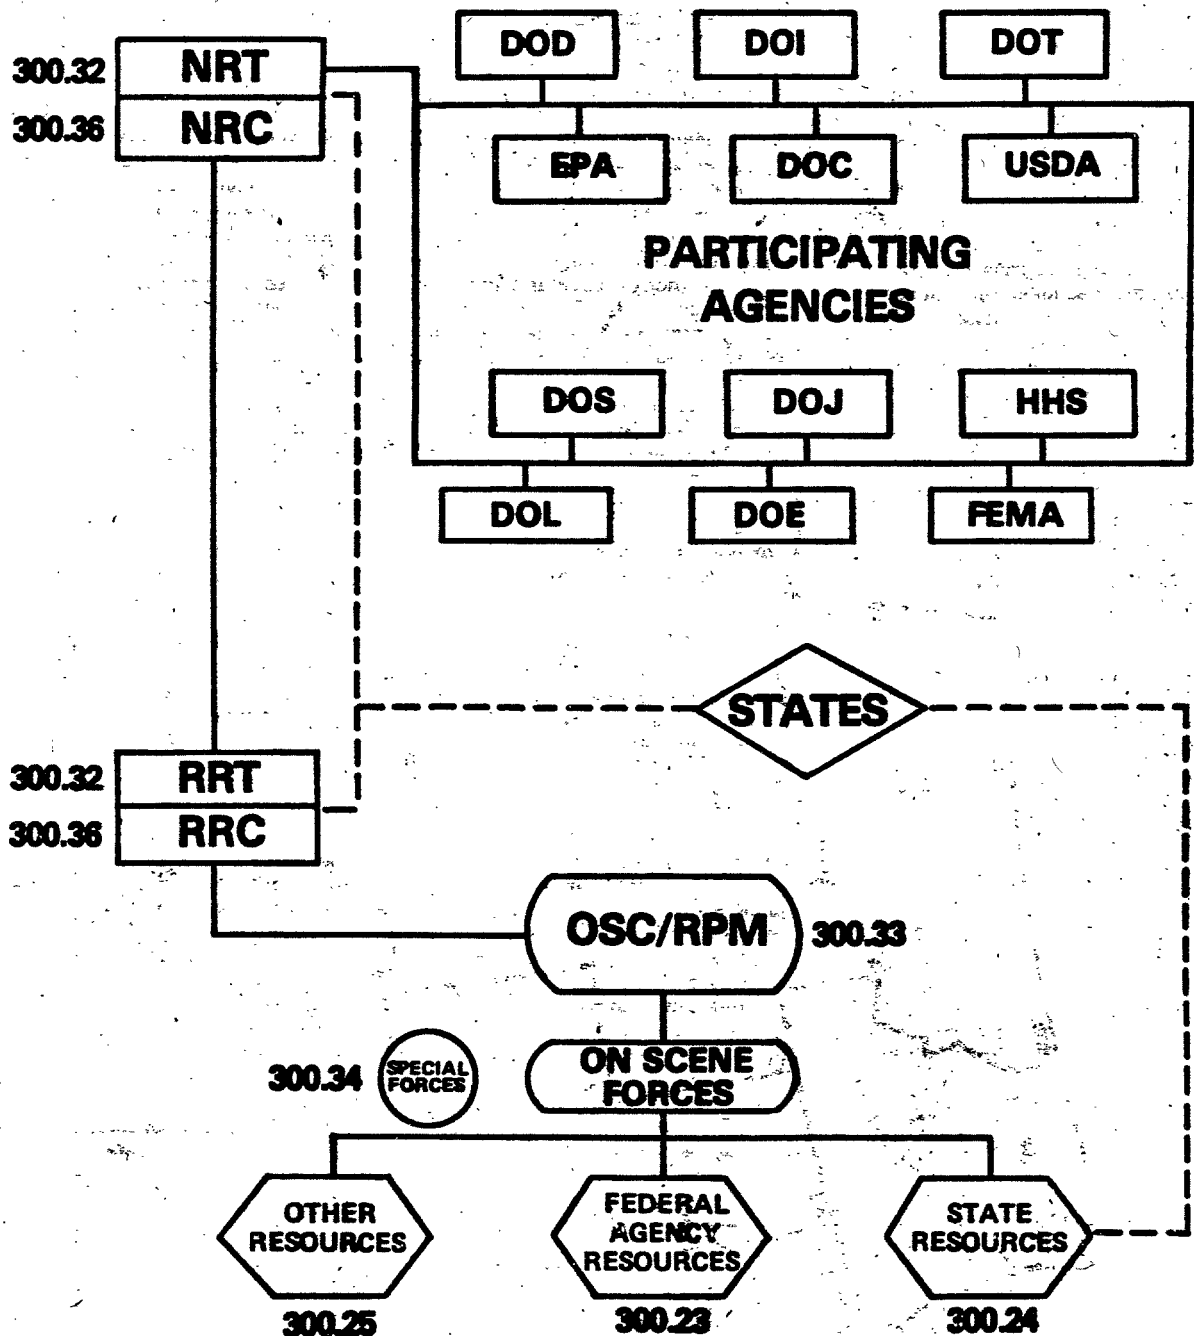 DOD
DOI
DOT
300.32
NRT
300.36
NRC
EPA
DOC
USDA
PARTICIPATING
AGENCIES
DOS
DOJ
HHS
DOL
DOE
FEMA
STATES
300.32
RRT
300.36
RRC
OSC/RPM
300.33
300.34
SPECIAL
FORCES
ON SCENE
FORCES
OTHER
RESOURCES
300.25
FEDERAL
AGENCY
RESOURCES
300.23
STATE
RESOURCES
300.24